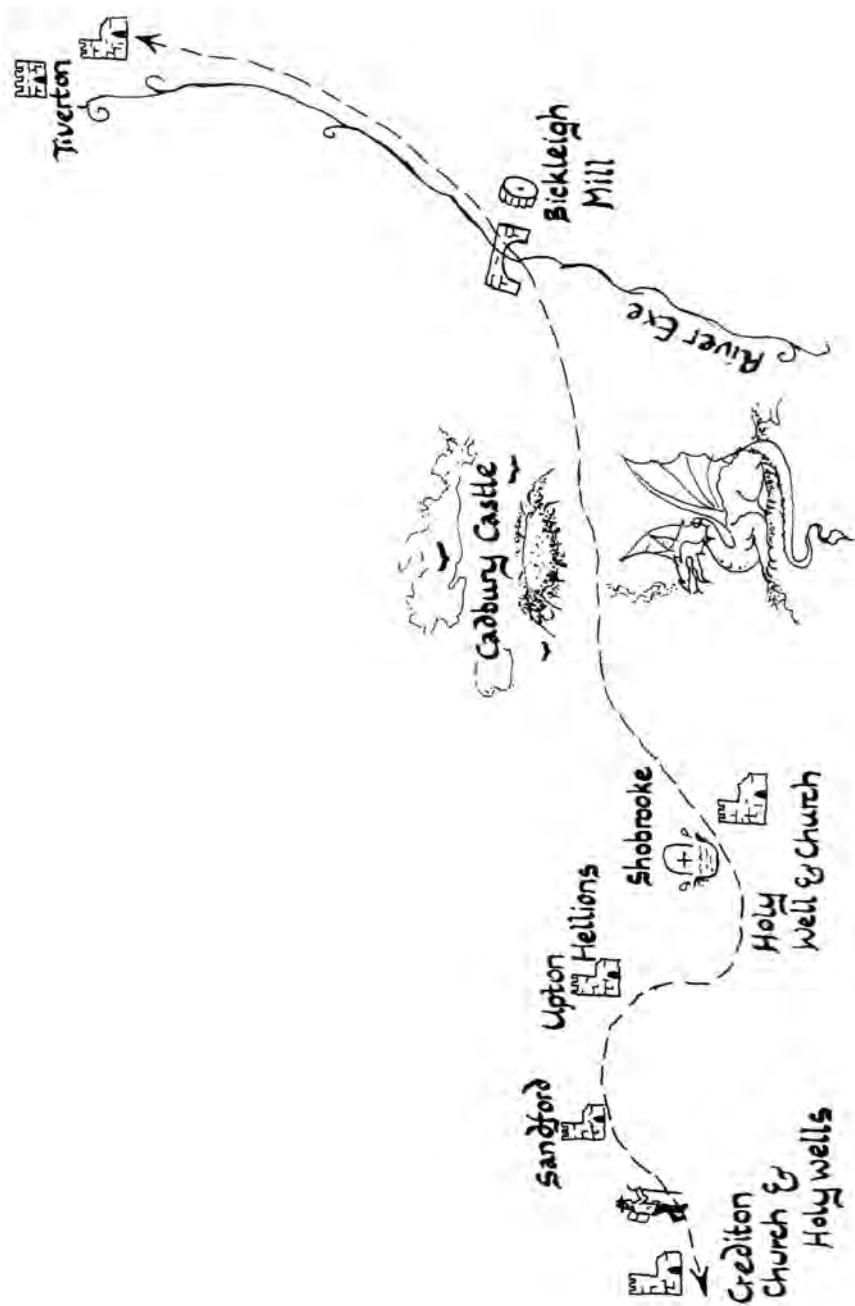 Tiverton
Bickleigh
Mill
River Exe
Cadbury Castle
Shobrooke
Holy
Well & Church
Upton
Hellions
Sandford
Crediton
Church &
Holy Wells